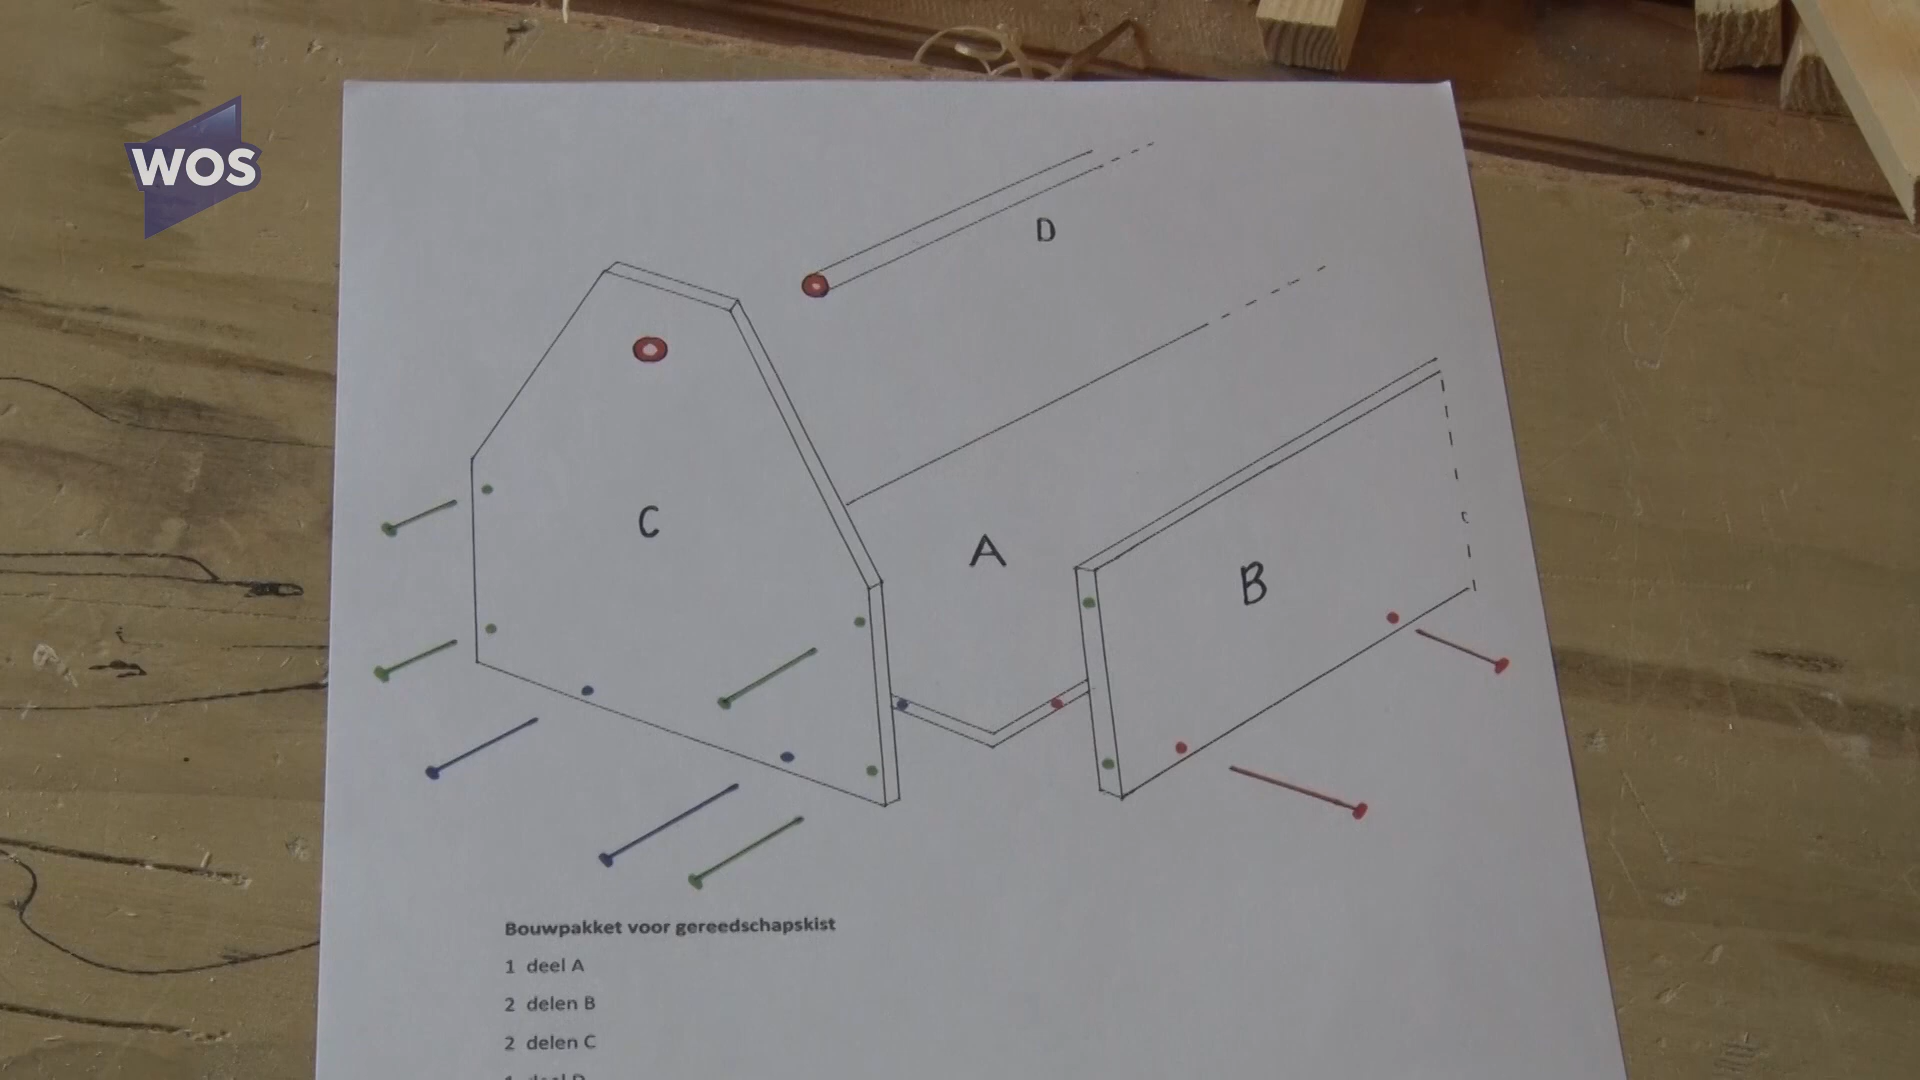 WOS
D
C
A
B
Bouwpakket voor gereedschapskist
1 deel A
2 delen B
2 delen C